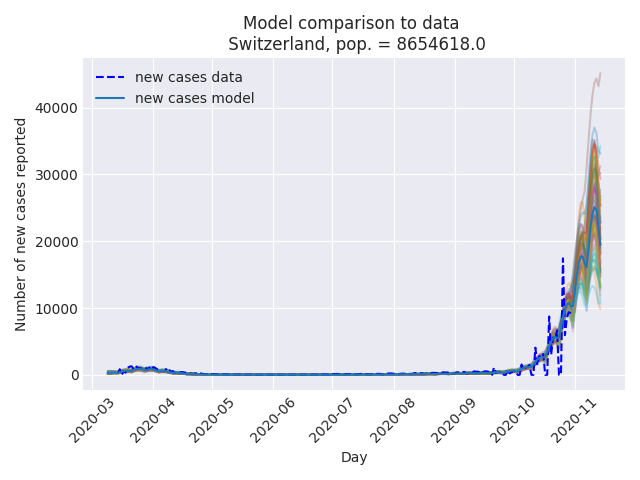 Model comparison to data
Switzerland, pop. = 8654618.0
new cases data
new cases model
Number of new cases reported
40000
30000
20000
10000
0
2020-03
2020-04
2020-05
2020-06
2020-07
2020-08
2020-09
2020-10
2020-11
Day